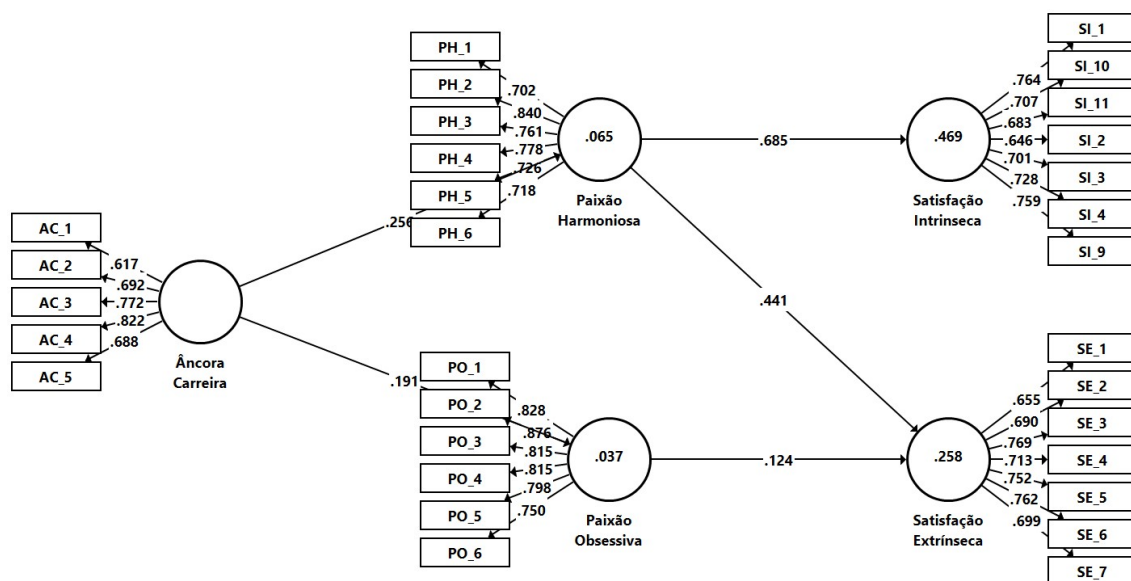 AC_1
AC_2
AC_3
AC_4
AC_5
.617
.692
.772
.822
.688
Âncora
Carreira
.256
.191
PH_1
PH_2
PH_3
PH_4
PH_5
PH_6
.702
.840
.761
.778
.726
.718
.065
Paixão
Harmoniosa
PO_1
PO_2
PO_3
PO_4
PO_5
PO_6
.828
.876
.815
.815
.798
.750
.037
Paixão
Obsessiva
.685
.441
.124
.469
Satisfação
Intrinseca
.764
.707
.683
.646
.701
.728
.759
SI_1
SI_10
SI_11
SI_2
SI_3
SI_4
SI_9
.258
Satisfação
Extrínseca
.655
.690
.769
.713
.752
.762
.699
SE_1
SE_2
SE_3
SE_4
SE_5
SE_6
SE_7